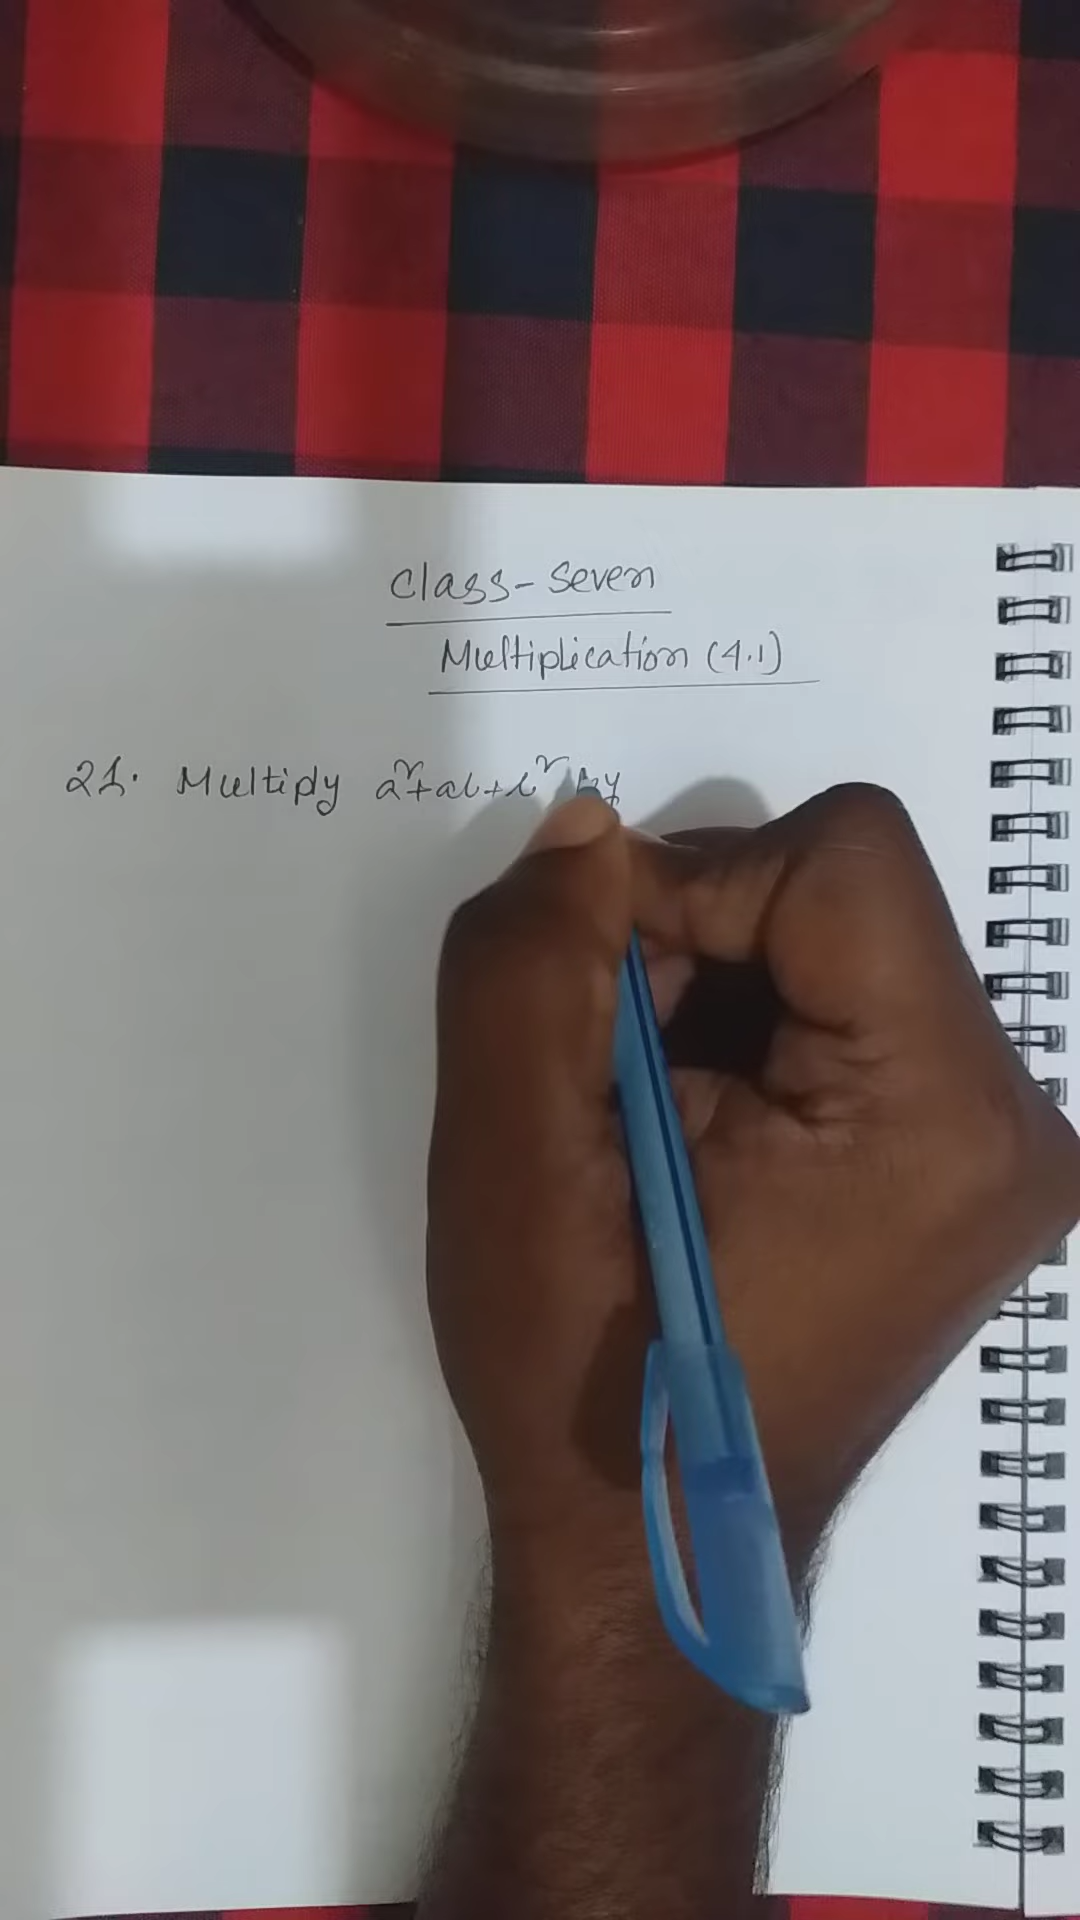 Class-Seven
Multiplication (4.1)
21. Multiply a²+ab+b² by